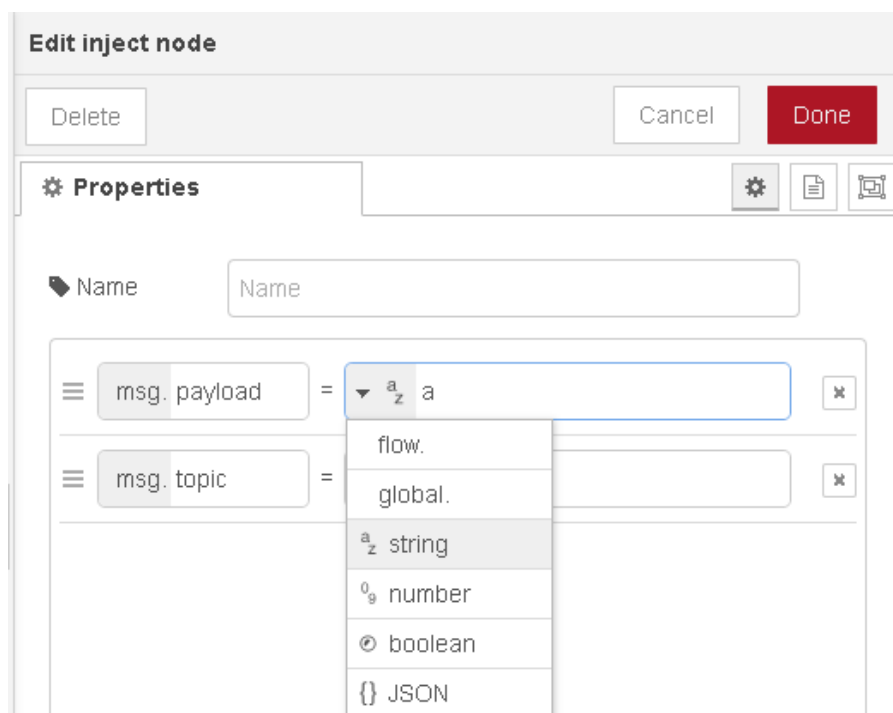 Edit inject node
Delete Cancel Done
Properties
Name Name
msg. payload = a z a
flow.
msg. topic =
global.
a z string
0 9 number
boolean
{} JSON